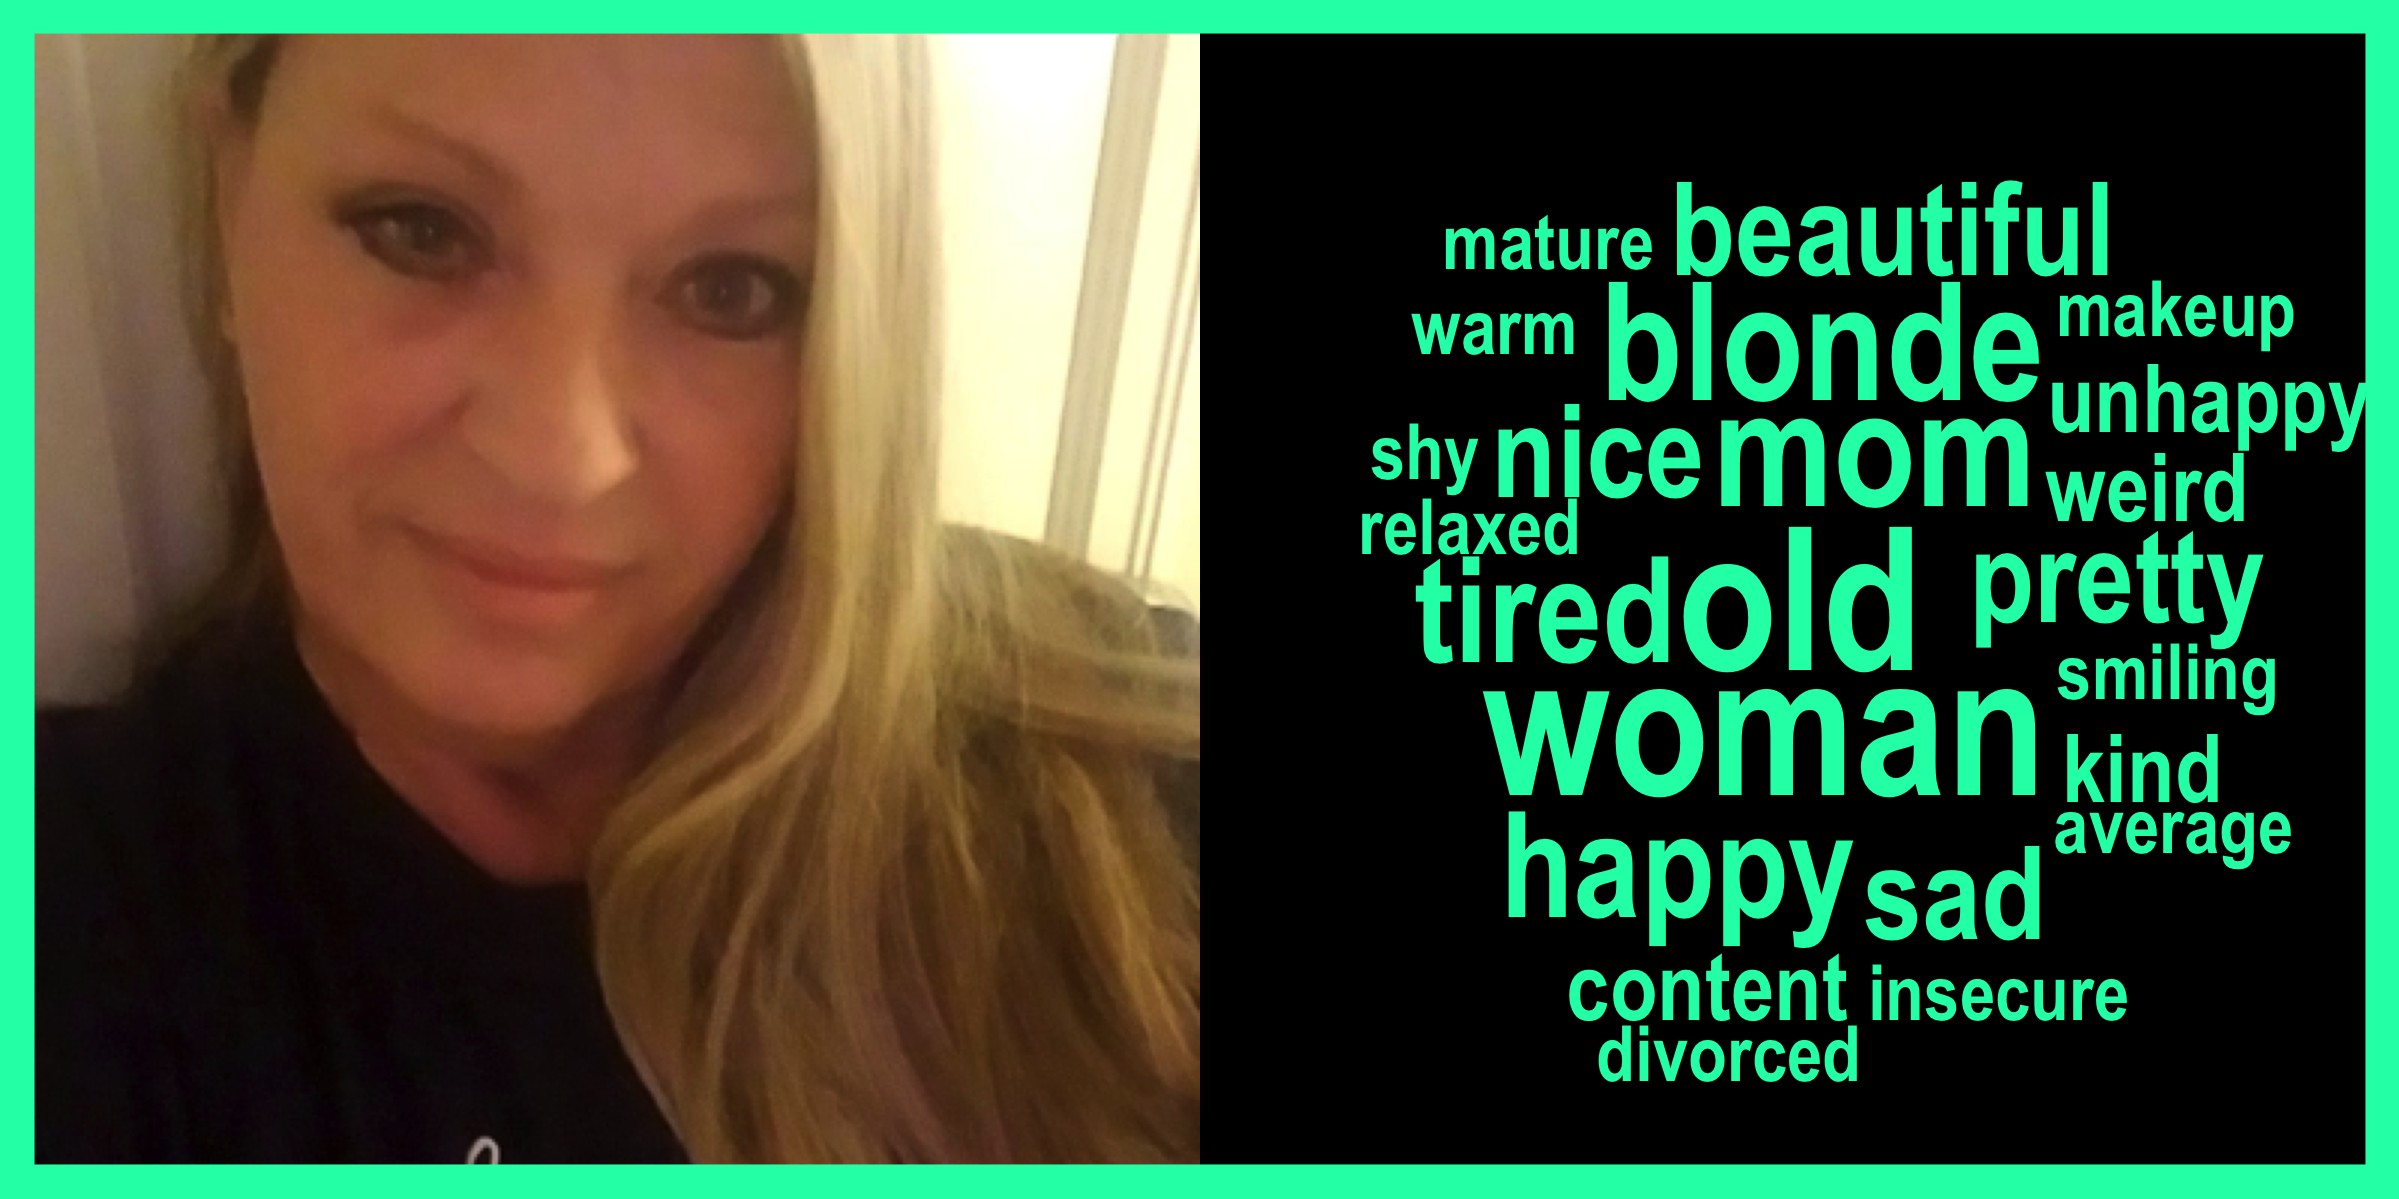 mature beautiful
warm blonde makeup
unhappy
shy nice mom weird
relaxed
tired old pretty
smiling
woman kind
average
happy sad
content insecure
divorced